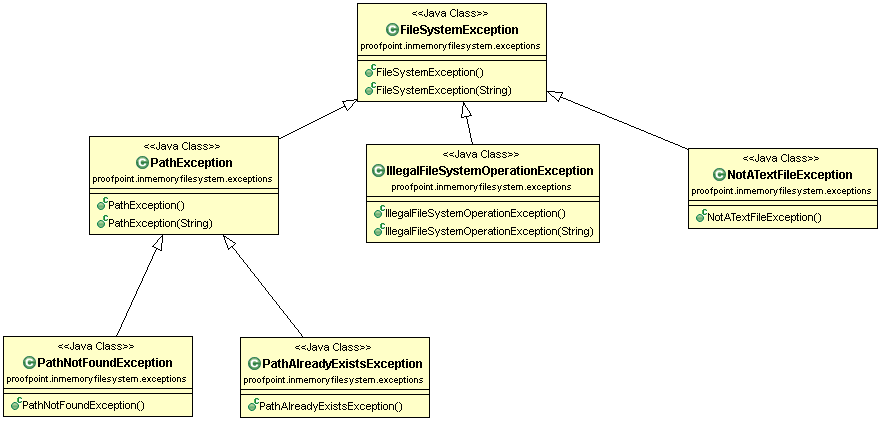 <<Java Class>>
FileSystemException
proofpoint.inmemoryfilesystem.exceptions
FileSystemException()
FileSystemException(String)
<<Java Class>>
PathException
proofpoint.inmemoryfilesystem.exceptions
PathException()
PathException(String)
<<Java Class>>
IllegalFileSystemOperationException
proofpoint.inmemoryfilesystem.exceptions
IllegalFileSystemOperationException()
IllegalFileSystemOperationException(String)
<<Java Class>>
NotATextFileException
proofpoint.inmemoryfilesystem.exceptions
NotATextFileException()
<<Java Class>>
PathNotFoundException
proofpoint.inmemoryfilesystem.exceptions
PathNotFoundException()
<<Java Class>>
PathAlreadyExistsException
proofpoint.inmemoryfilesystem.exceptions
PathAlreadyExistsException()